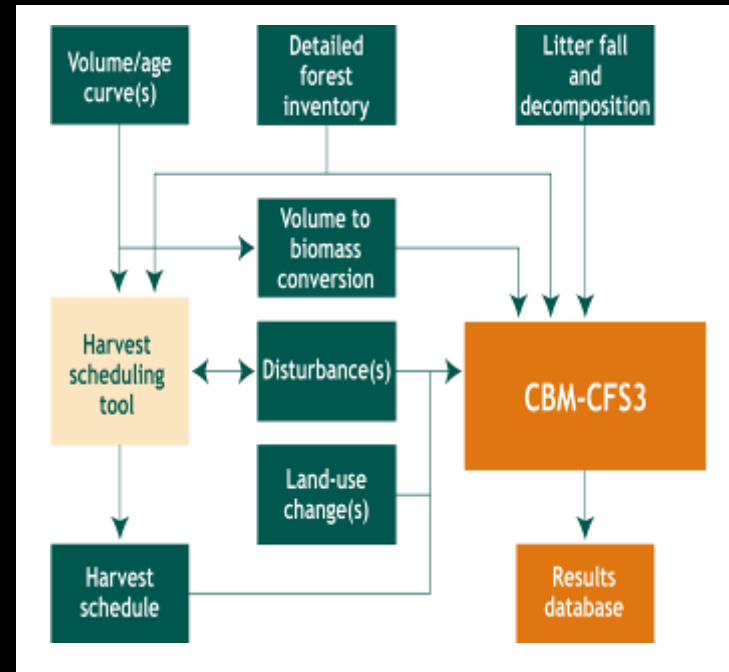 Volume/age
curve(s)
Detailed
forest
inventory
Litter fall
and
decomposition
Volume to
biomass
conversion
Harvest
scheduling
tool
Disturbance(s)
CBM-CFS3
Land-use
change(s)
Harvest
schedule
Results
database